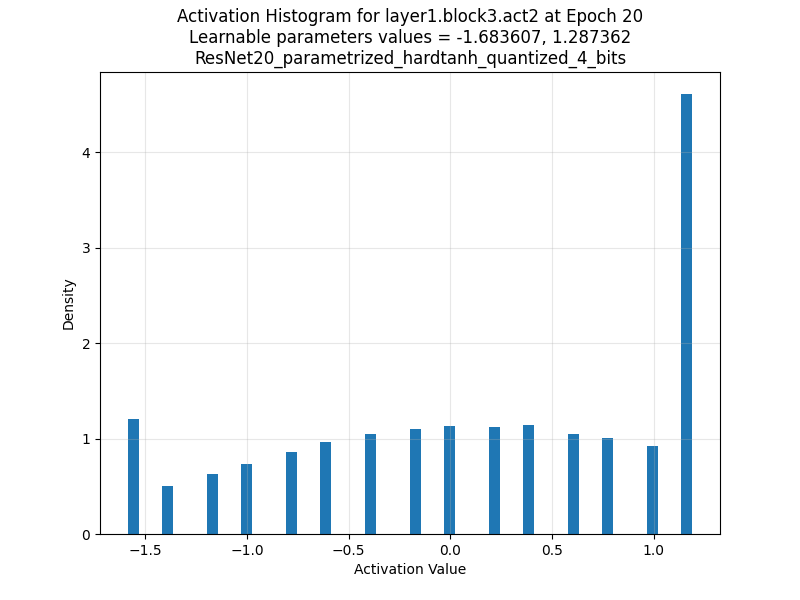 Activation Histogram for layer1.block3.act2 at Epoch 20
Learnable parameters values = -1.683607, 1.287362
ResNet20_parametrized_hardtanh_quantized_4_bits
4
3
2
1
0
Density
−1.5 −1.0 −0.5 0.0 0.5 1.0
Activation Value